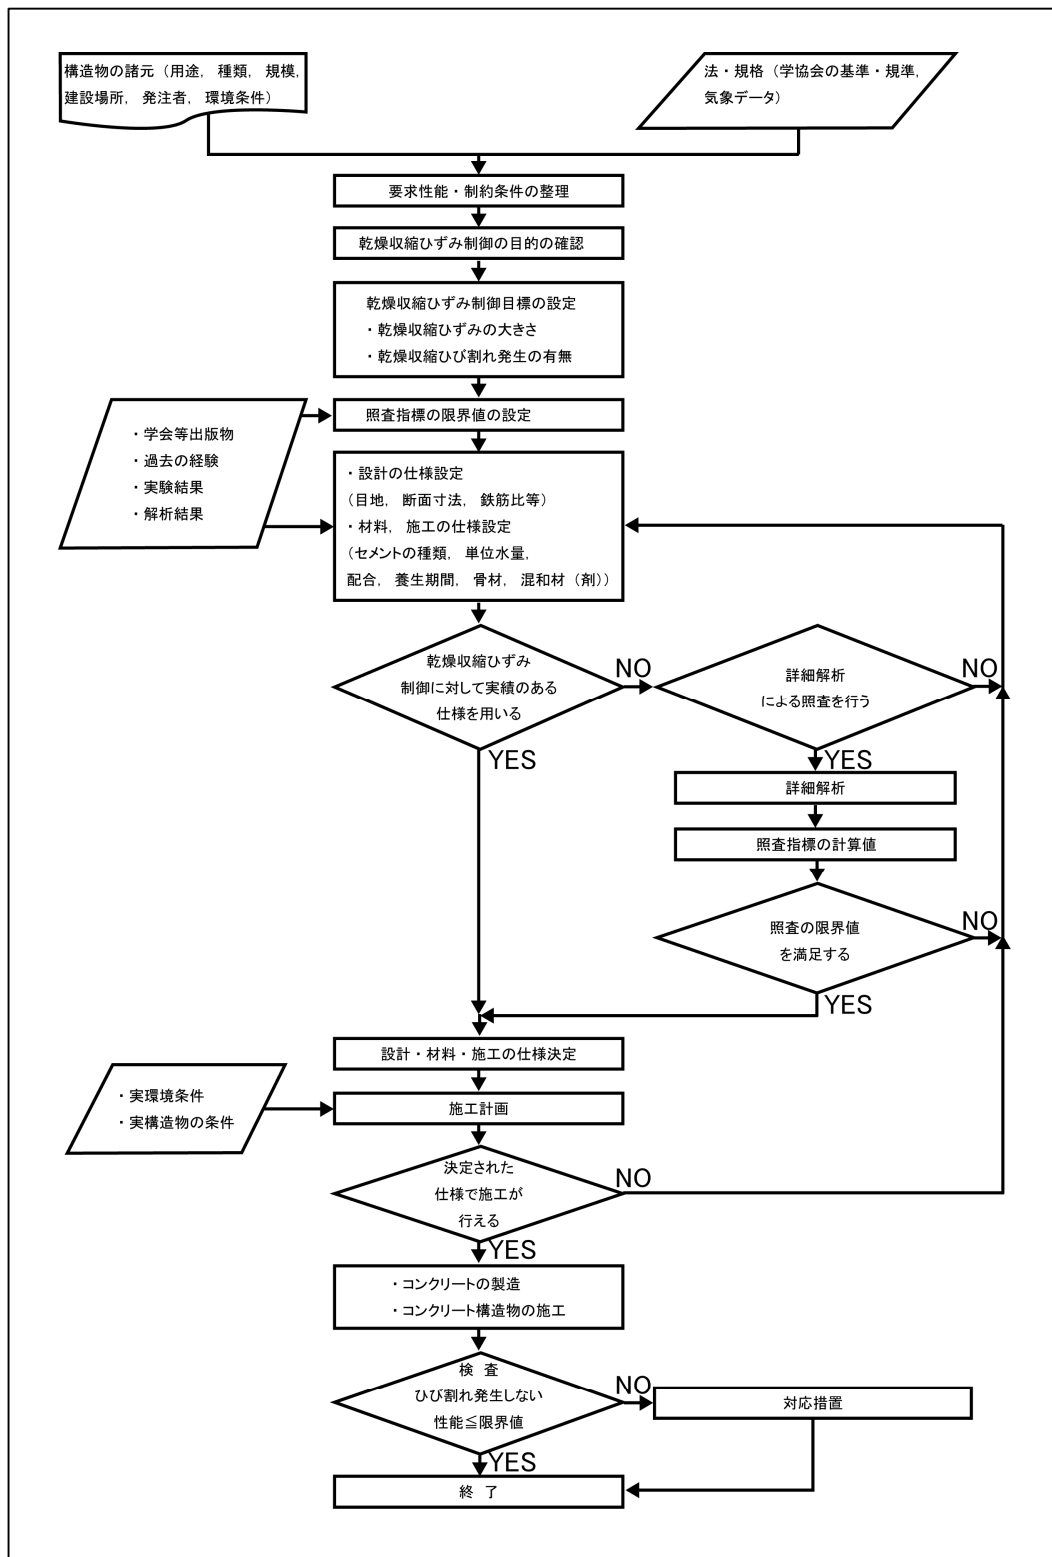 構造物の諸元（用途，種類，規模，
建設場所，発注者，環境条件）
法・規格（学協会の基準・規準，
気象データ）
要求性能・制約条件の整理
乾燥収縮ひずみ制御の目的の確認
乾燥収縮ひずみ制御目標の設定
・乾燥収縮ひずみの大きさ
・乾燥収縮ひび割れ発生の有無
照査指標の限界値の設定
・学会等出版物
・過去の経験
・実験結果
・解析結果
・設計の仕様設定
（目地，断面寸法，鉄筋比等）
・材料，施工の仕様設定
（セメントの種類，単位水量，
配合，養生期間，骨材，混和材（剤））
乾燥収縮ひずみ
制御に対して実績のある
仕様を用いる
NO
YES
詳細解析
による照査を行う
NO
YES
詳細解析
照査指標の計算値
照査の限界値
を満足する
NO
YES
設計・材料・施工の仕様決定
・実環境条件
・実構造物の条件
施工計画
決定された
仕様で施工が
行える
NO
YES
・コンクリートの製造
・コンクリート構造物の施工
検 査
ひび割れ発生しない
性能≦限界値
NO
YES
対応措置
終 了